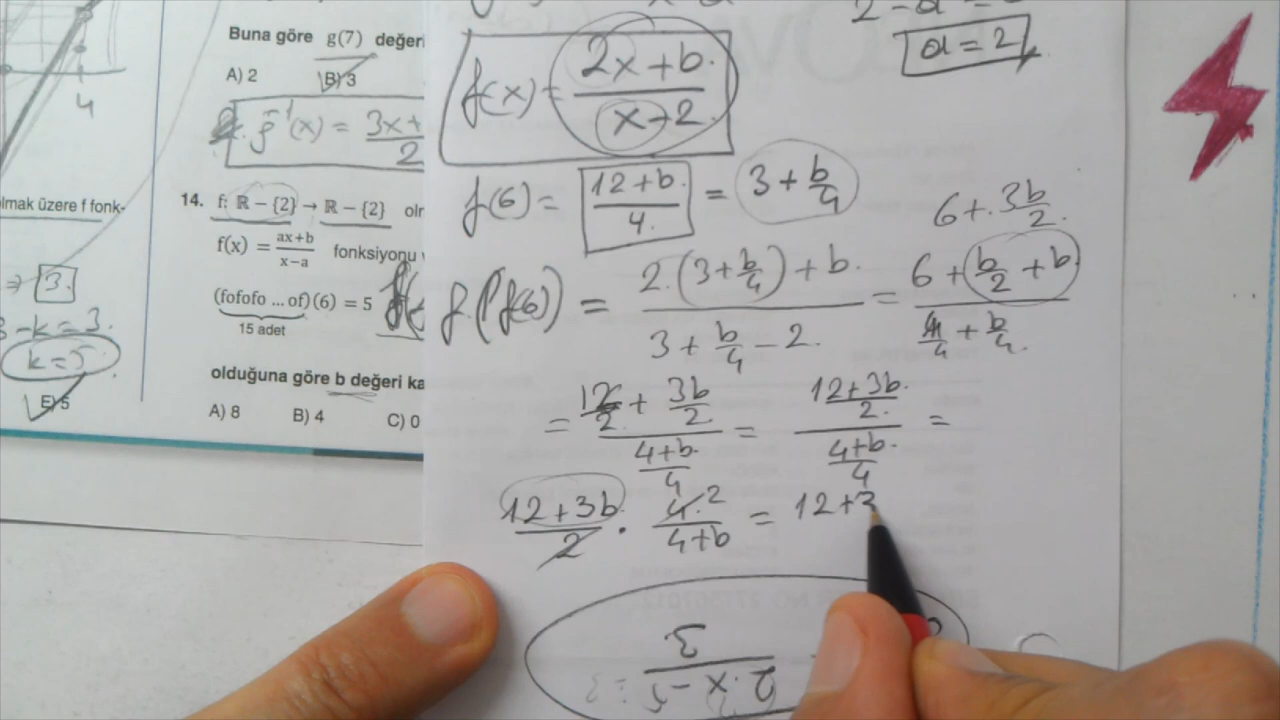 Buna göre g(7) değeri
A) 2 B) 3
f⁻¹(x) = 3x+ / 2
4
olmak üzere f fonk-
⇒ 3.
3 - k = 3.
k = 5
E) 5
14. f: ℝ – {2} → ℝ – {2}
f(x) = ax+b / x–a fonksiyonu
(fofofo ... of)(6) = 5
15 adet
olduğuna göre b değeri
A) 8 B) 4 C) 0
a = 2
f(x) = 2x+b / x-2
f(6) = 12+b / 4 = 3 + b/4
6 + 3b/2
f(f(6)) = 2.(3+b/4)+b / 3+b/4-2 = 6+b/2+b / 4/4+b/4
= 12/2 + 3b/2 / 4+b/4 = 12+3b/2 / 4+b/4 =
12+3b/2 . 4.2/4+b = 12+3